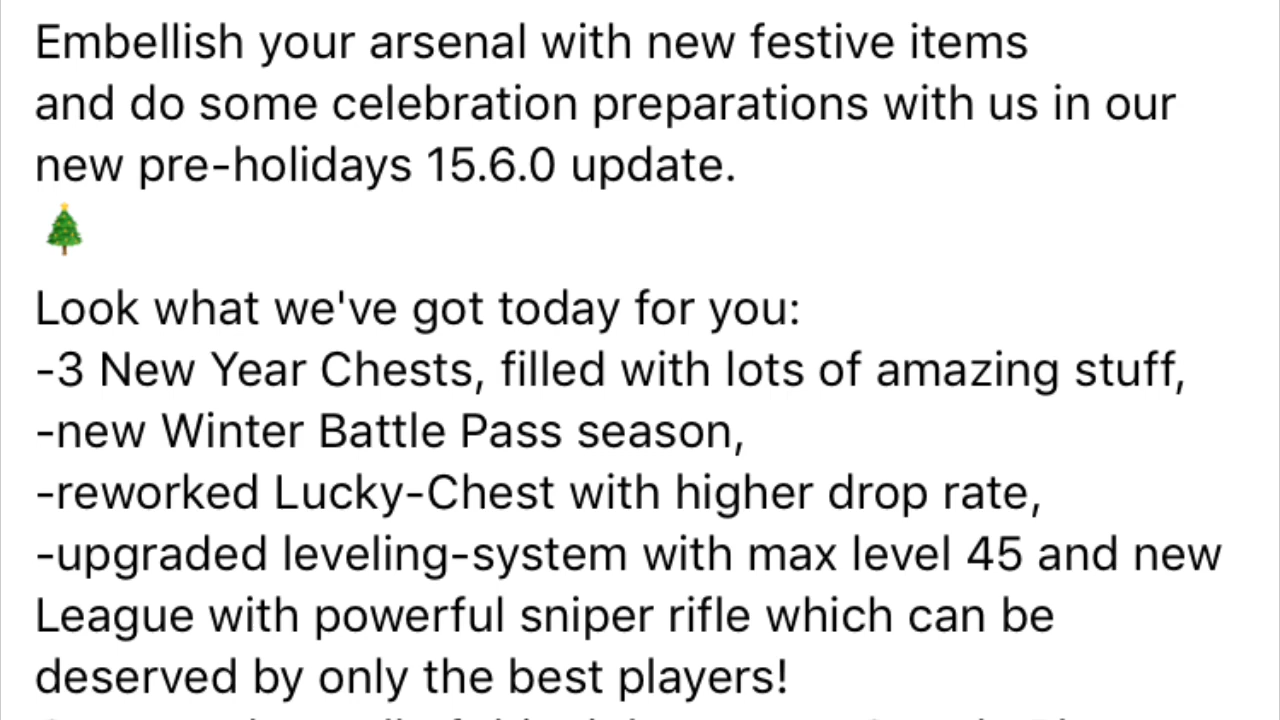 Embellish your arsenal with new festive items
and do some celebration preparations with us in our
new pre-holidays 15.6.0 update.
🎄
Look what we've got today for you:
-3 New Year Chests, filled with lots of amazing stuff,
-new Winter Battle Pass season,
-reworked Lucky-Chest with higher drop rate,
-upgraded leveling-system with max level 45 and new
League with powerful sniper rifle which can be
deserved by only the best players!